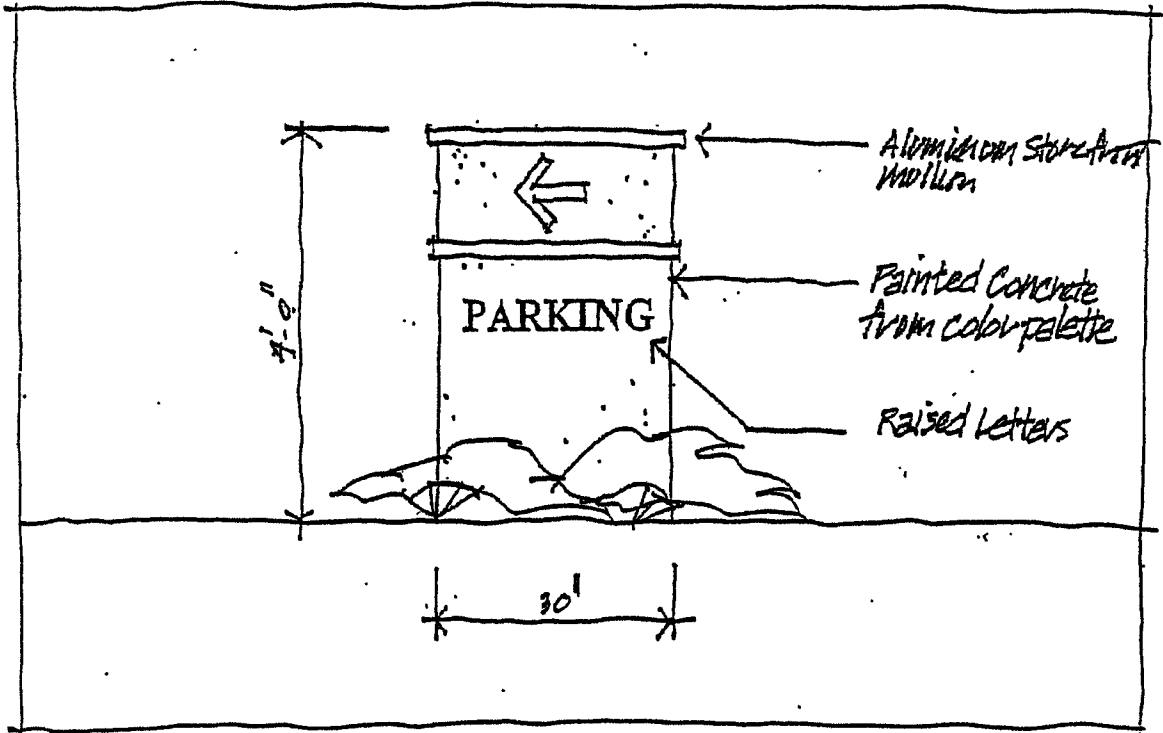 Aluminum Storefront
mullion
4'-0"
Painted Concrete
from color palette
PARKING
Raised Letters
30"